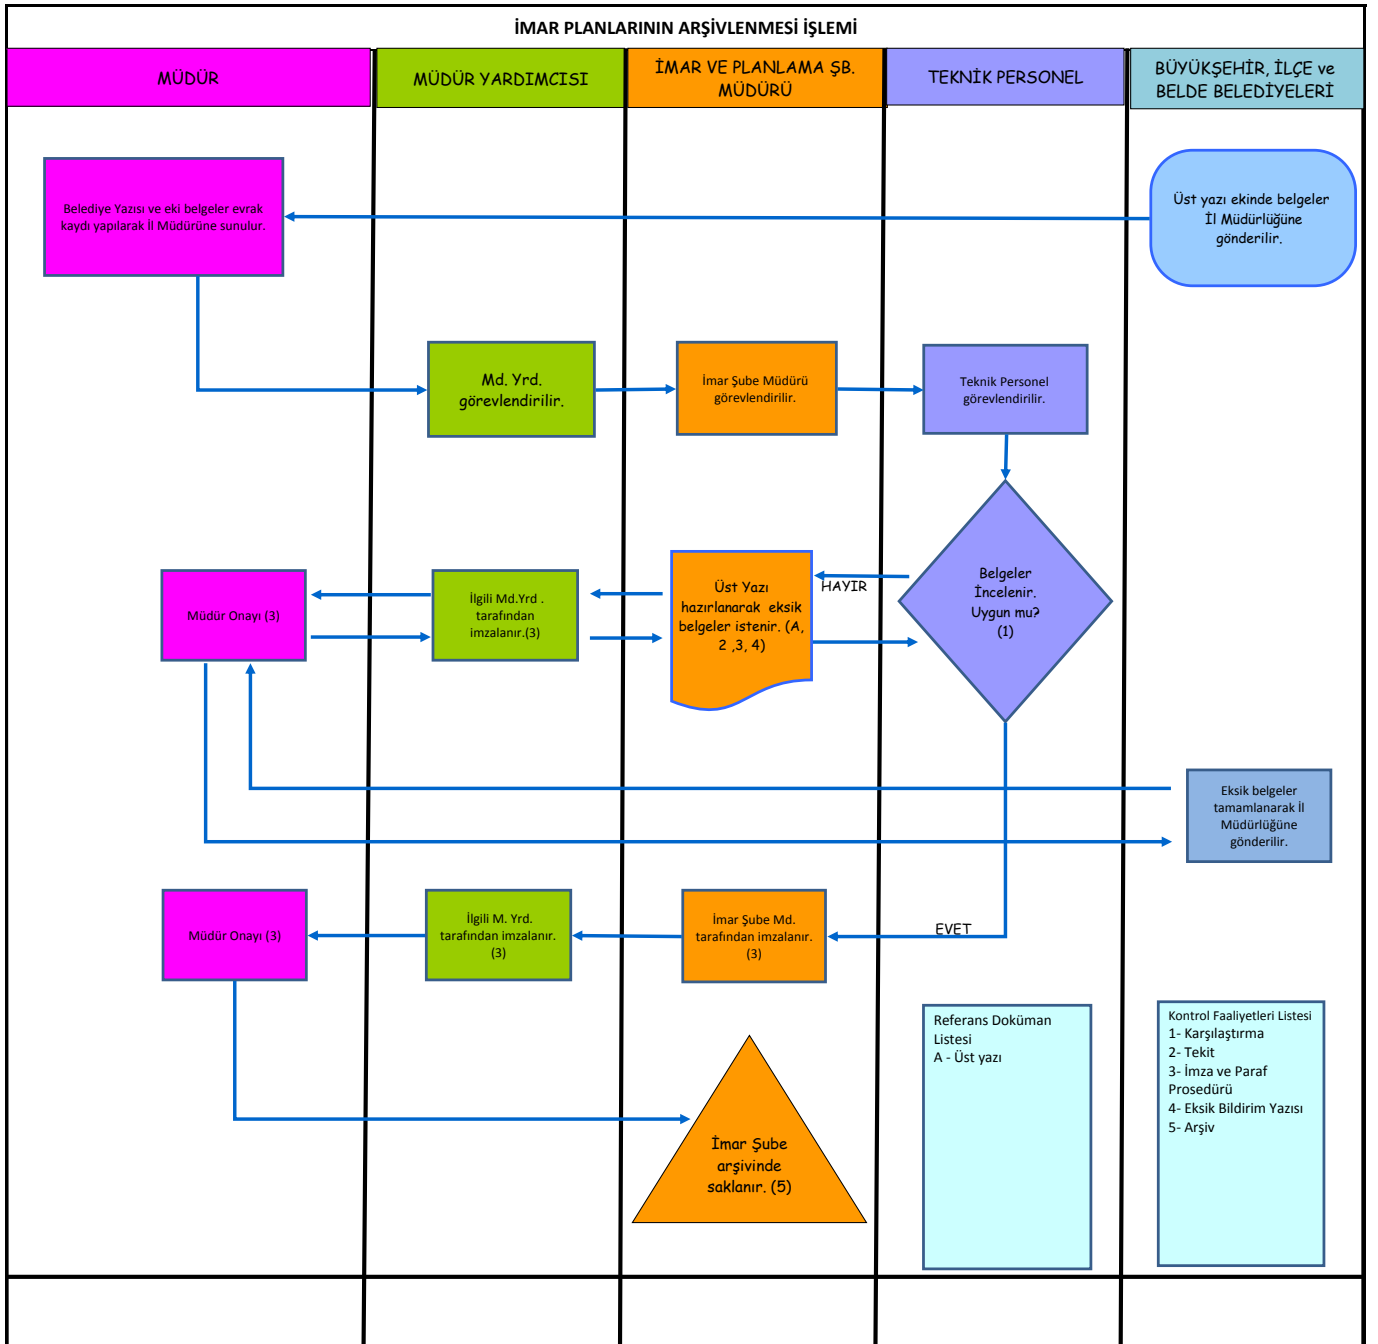 İMAR PLANLARININ ARŞİVLENMESİ İŞLEMİ
MÜDÜR
MÜDÜR YARDIMCISI
İMAR VE PLANLAMA ŞB.
MÜDÜRÜ
TEKNİK PERSONEL
BÜYÜKŞEHİR, İLÇE ve
BELDE BELEDİYELERİ
Belediye Yazısı ve eki belgeler evrak
kaydı yapılarak İl Müdürüne sunulur.
Üst yazı ekinde belgeler
İl Müdürlüğüne
gönderilir.
Md. Yrd.
görevlendirilir.
İmar Şube Müdürü
görevlendirilir.
Teknik Personel
görevlendirilir.
Müdür Onayı (3)
İlgili Md.Yrd .
tarafından
imzalanır.(3)
Üst Yazı
hazırlanarak eksik
belgeler istenir. (A,
2 ,3, 4)
HAYIR
Belgeler
İncelenir.
Uygun mu?
(1)
Eksik belgeler
tamamlanarak İl
Müdürlüğüne
gönderilir.
Müdür Onayı (3)
İlgili M. Yrd.
tarafından imzalanır.
(3)
İmar Şube Md.
tarafından imzalanır.
(3)
EVET
İmar Şube
arşivinde
saklanır. (5)
Referans Doküman
Listesi
A - Üst yazı
Kontrol Faaliyetleri Listesi
1- Karşılaştırma
2- Tekit
3- İmza ve Paraf
Prosedürü
4- Eksik Bildirim Yazısı
5- Arşiv